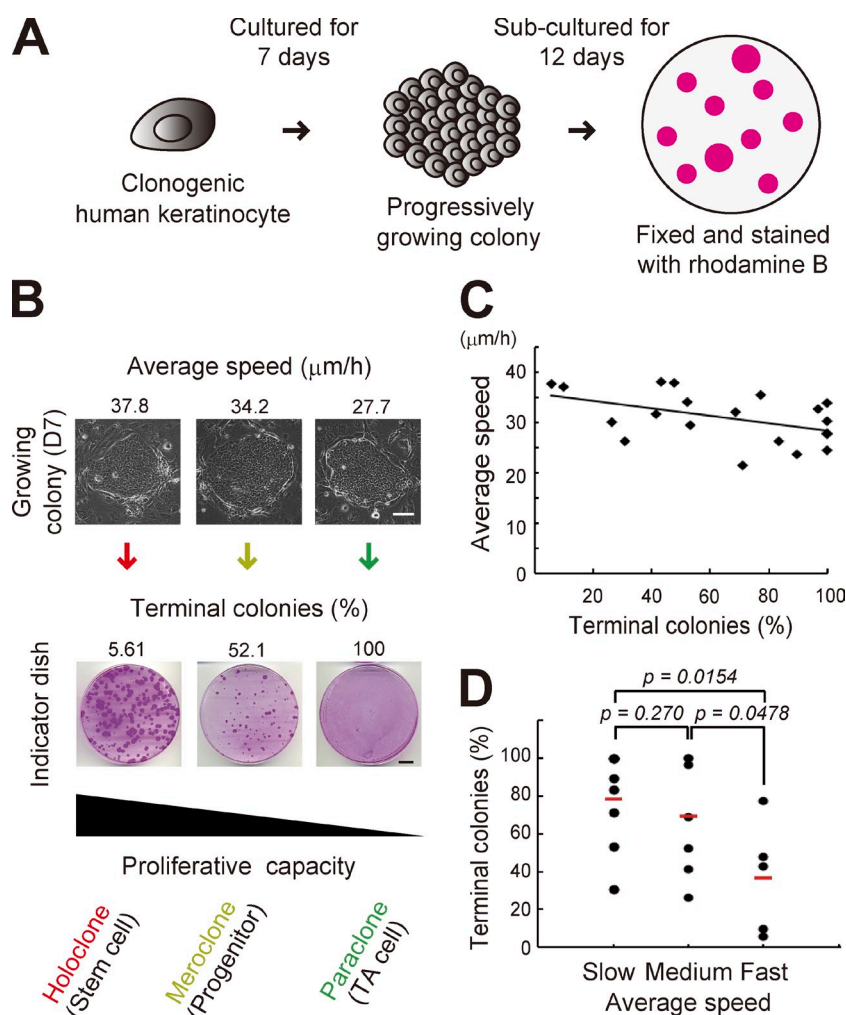 A
Cultured for
7 days
Sub-cultured for
12 days
Clonogenic
human keratinocyte
Progressively
growing colony
Fixed and stained
with rhodamine B
B
Average speed (μm/h)
37.8 34.2 27.7
Growing
colony (D7)
Terminal colonies (%)
5.61 52.1 100
Indicator dish
Proliferative capacity
Holoclone
(Stem cell)
Meroclone
(Progenitor)
Paraclone
(TA cell)
C
(μm/h)
Average speed
40
30
20
10
0
20 40 60 80 100
Terminal colonies (%)
D
p = 0.0154
p = 0.270 p = 0.0478
Terminal colonies (%)
100
80
60
40
20
0
Slow Medium Fast
Average speed